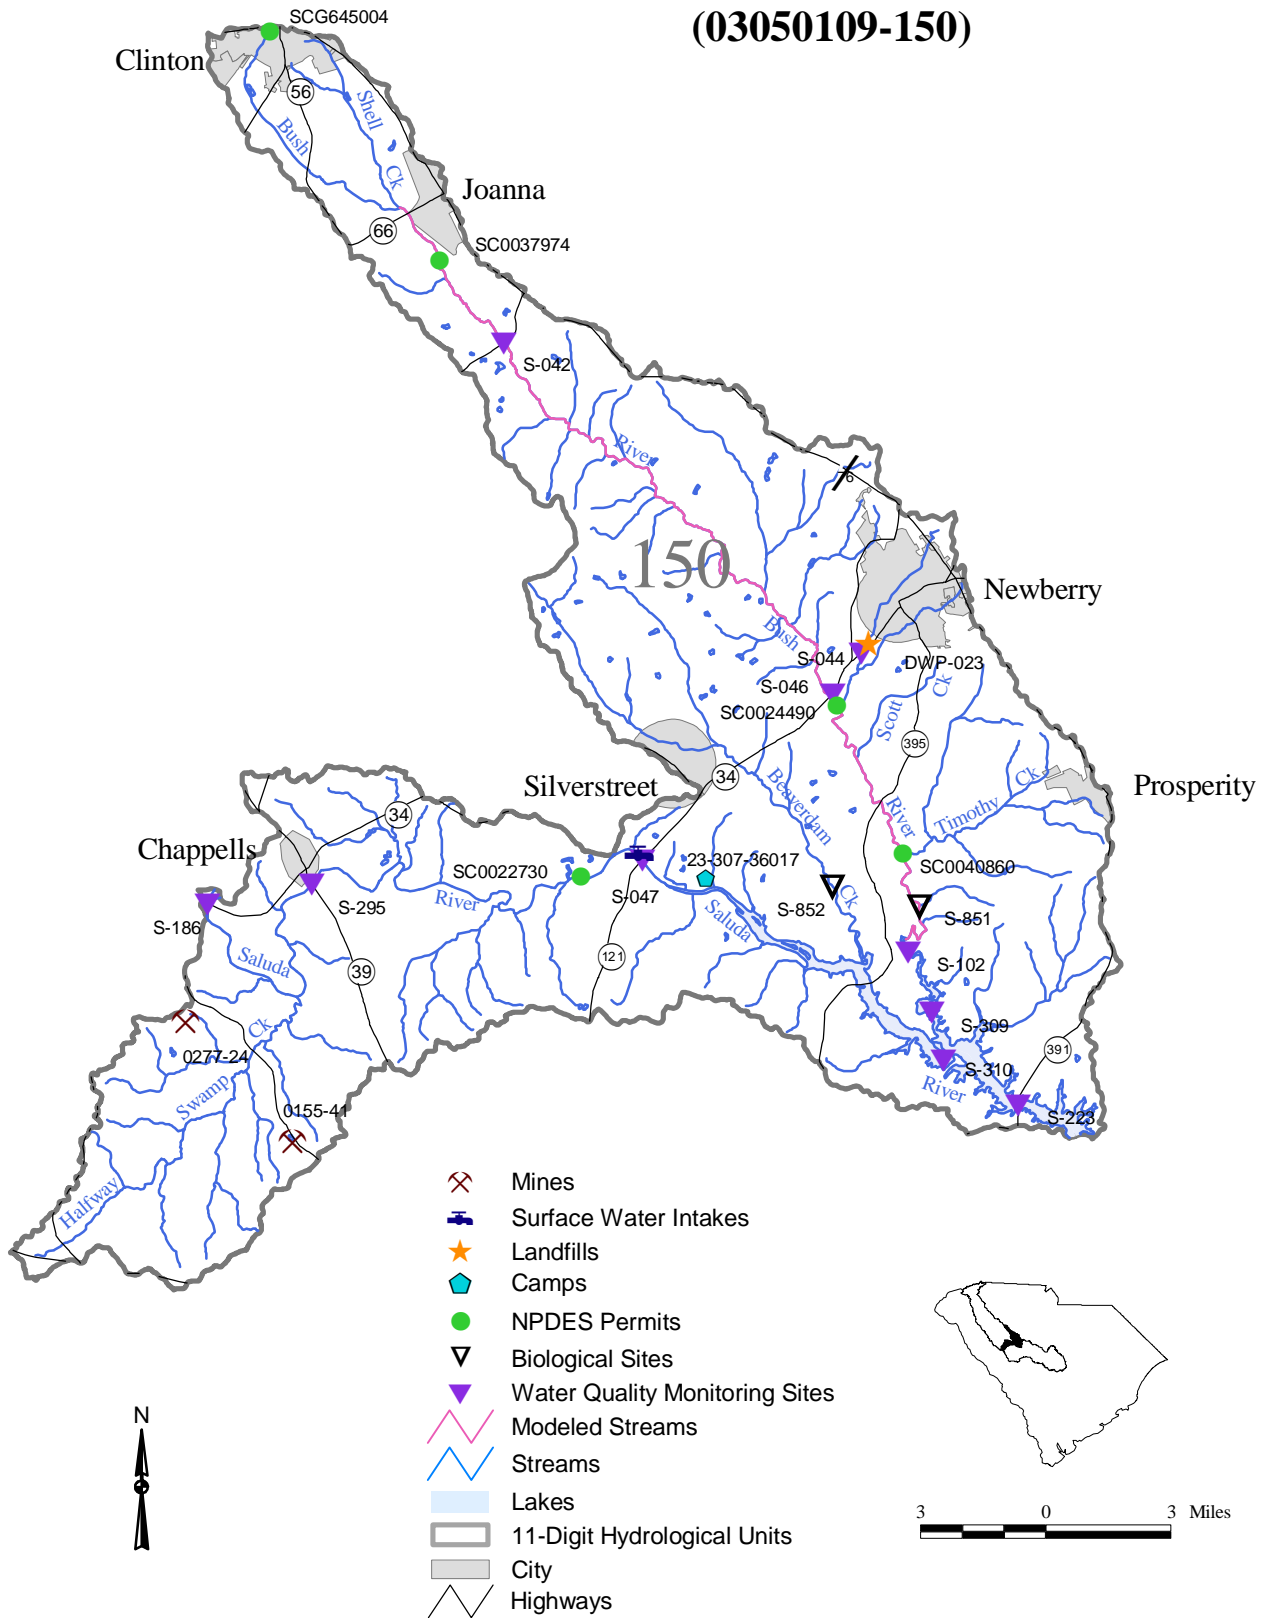 (03050109-150)
SCG645004
Clinton
56
Shell
Bush
Ck
Joanna
66
SC0037974
S-042
River
76
150
Newberry
Bush
S-044
DWP-023
S-046
Ck
SC0024490
Scott
395
Silverstreet
34
Beaverdam
Ck
Prosperity
34
River
Timothy
Chappells
SC0022730
23-307-36017
SC0040860
S-047
S-852
Ck
S-851
S-186
S-295
River
Saluda
Saluda
39
121
S-102
Ck
S-309
0277-24
391
S-310
Swamp
River
0155-41
S-223
Halfway
Mines
Surface Water Intakes
Landfills
Camps
NPDES Permits
Biological Sites
Water Quality Monitoring Sites
Modeled Streams
Streams
Lakes
11-Digit Hydrological Units
City
Highways
N
3 0 3 Miles